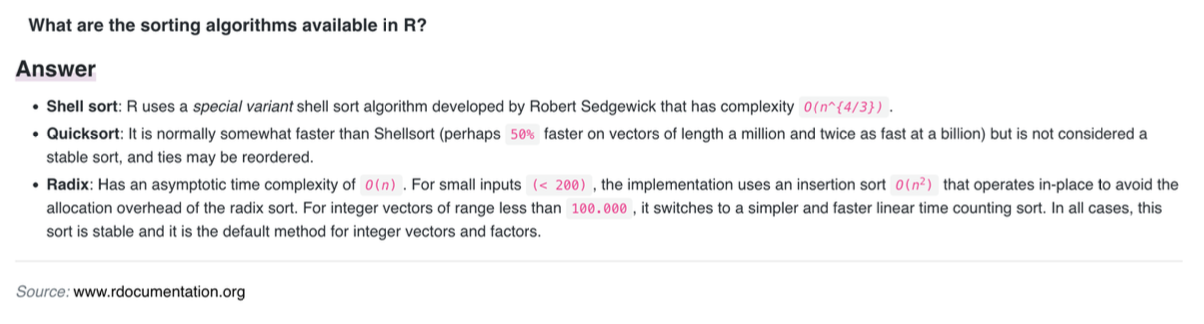 What are the sorting algorithms available in R?
Answer
• Shell sort: R uses a special variant shell sort algorithm developed by Robert Sedgewick that has complexity O(n^{4/3}) .
• Quicksort: It is normally somewhat faster than Shellsort (perhaps 50% faster on vectors of length a million and twice as fast at a billion) but is not considered a
stable sort, and ties may be reordered.
• Radix: Has an asymptotic time complexity of O(n) . For small inputs (< 200) , the implementation uses an insertion sort O(n²) that operates in-place to avoid the
allocation overhead of the radix sort. For integer vectors of range less than 100.000 , it switches to a simpler and faster linear time counting sort. In all cases, this
sort is stable and it is the default method for integer vectors and factors.
Source: www.rdocumentation.org